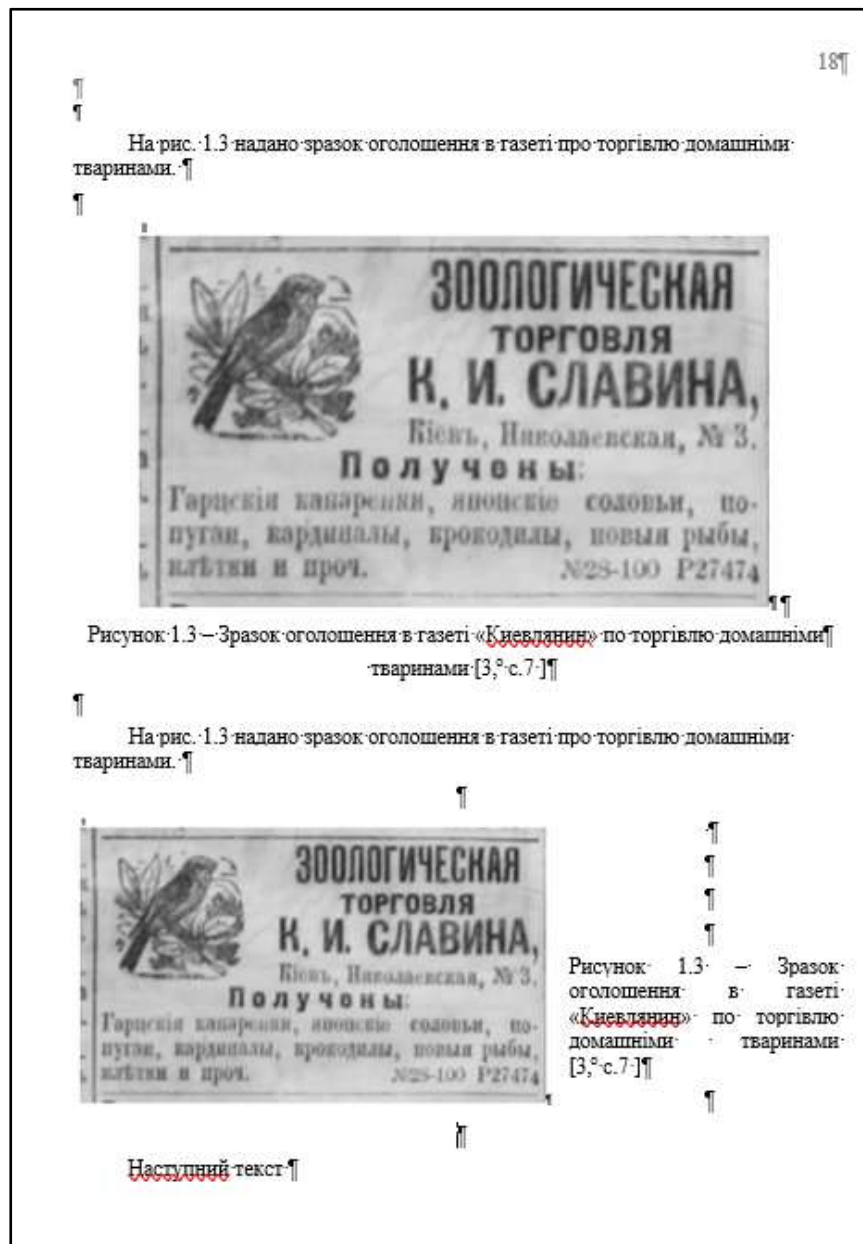 18¶
¶
¶
На рис. 1.3 надано зразок оголошення в газеті про торгівлю домашніми
тваринами. ¶
¶
ЗООЛОГИЧЕСКАЯ
ТОРГОВЛЯ
К. И. СЛАВИНА,
Кіевъ, Николаевская, № 3.
Получены:
Гарцскія канарейки, японскіе соловьи, по-
пугаи, кардиналы, крокодилы, новыя рыбы,
клѣтки и проч. №28-100 Р27474
¶¶
Рисунок 1.3 – Зразок оголошення в газеті «Киевлянин» по торгівлю домашніми¶
тваринами [3,° с.7 ]¶
¶
На рис. 1.3 надано зразок оголошення в газеті про торгівлю домашніми
тваринами. ¶
¶
ЗООЛОГИЧЕСКАЯ
ТОРГОВЛЯ
К. И. СЛАВИНА,
Кіевъ, Николаевская, № 3.
Получены:
Гарцскія канарейки, японскіе соловьи, по-
пугаи, кардиналы, крокодилы, новыя рыбы,
клѣтки и проч. №28-100 Р27474
¶
¶
¶
¶
¶
Рисунок 1.3 – Зразок
оголошення в газеті
«Киевлянин» по торгівлю
домашніми тваринами
[3,° с.7 ]¶
¶
¶
Наступний текст ¶